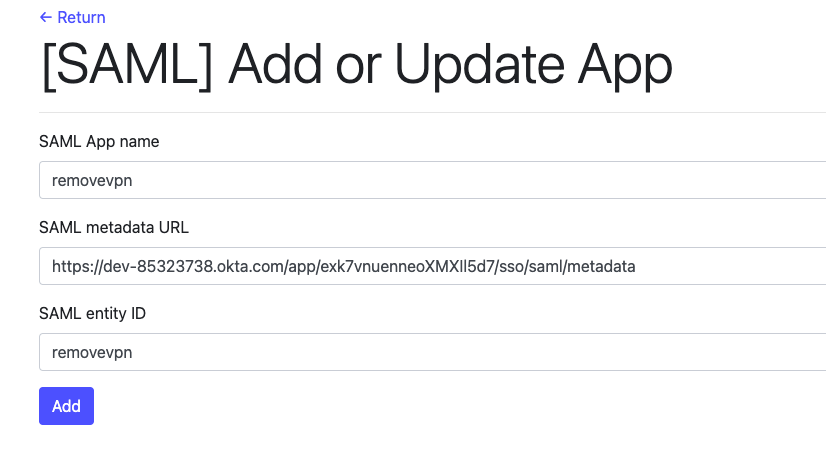 ← Return
[SAML] Add or Update App
SAML App name
removevpn
SAML metadata URL
https://dev-85323738.okta.com/app/exk7vnuenneoXMXll5d7/sso/saml/metadata
SAML entity ID
removevpn
Add